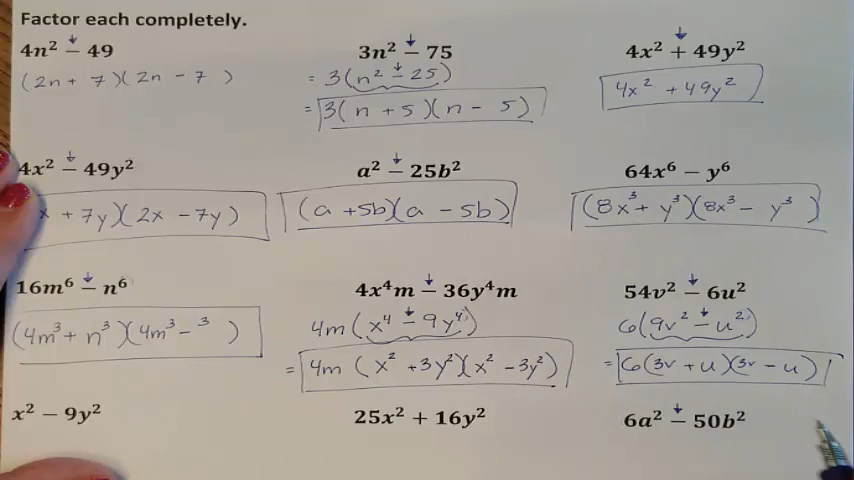 Factor each completely.
4n² − 49
3n² − 75
4x² + 49y²
(2n + 7)(2n − 7 )
= 3(n² − 25)
4x² + 49y²
= 3(n + 5)(n − 5)
4x² − 49y²
a² − 25b²
64x⁶ − y⁶
x + 7y)(2x − 7y)
(a + 5b)(a − 5b)
(8x³ + y³)(8x³ − y³ )
16m⁶ − n⁶
4x⁴m − 36y⁴m
54v² − 6u²
(4m³ + n³)(4m³ − ³ )
4m(x⁴ − 9y⁴)
6(9v² − u²)
= 4m (x² + 3y²)(x² − 3y²)
= 6(3v + u)(3v − u)
x² − 9y²
25x² + 16y²
6a² − 50b²